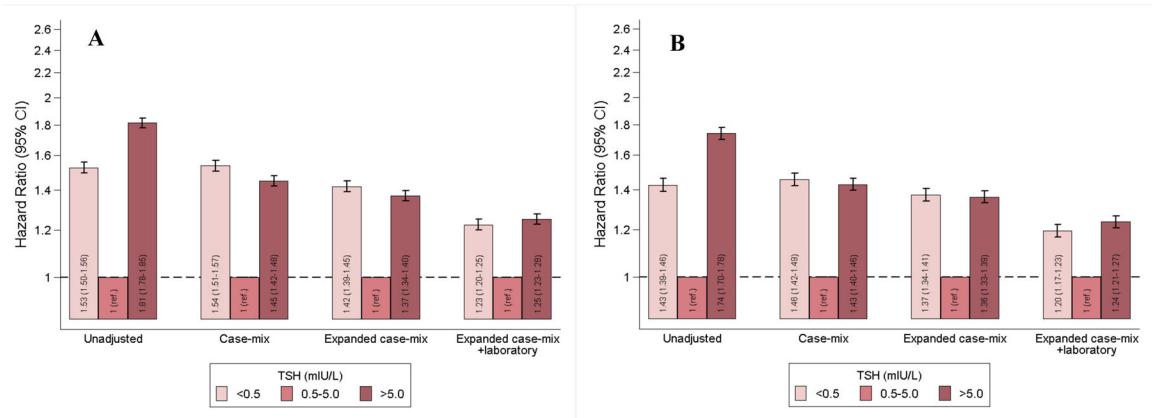 A
Hazard Ratio (95% CI)
2.6
2.4
2.2
2
1.8
1.6
1.4
1.2
1
1.53 (1.50-1.56)
1 (ref.)
1.81 (1.78-1.85)
1.54 (1.51-1.57)
1 (ref.)
1.45 (1.42-1.48)
1.42 (1.39-1.45)
1 (ref.)
1.37 (1.34-1.40)
1.23 (1.20-1.25)
1 (ref.)
1.25 (1.23-1.28)
Unadjusted
Case-mix
Expanded case-mix
Expanded case-mix
+laboratory
TSH (mIU/L)
<0.5
0.5-5.0
>5.0
B
Hazard Ratio (95% CI)
2.6
2.4
2.2
2
1.8
1.6
1.4
1.2
1
1.43 (1.39-1.46)
1 (ref.)
1.74 (1.70-1.78)
1.46 (1.42-1.49)
1 (ref.)
1.43 (1.40-1.46)
1.37 (1.34-1.41)
1 (ref.)
1.36 (1.33-1.39)
1.20 (1.17-1.23)
1 (ref.)
1.24 (1.21-1.27)
Unadjusted
Case-mix
Expanded case-mix
Expanded case-mix
+laboratory
TSH (mIU/L)
<0.5
0.5-5.0
>5.0